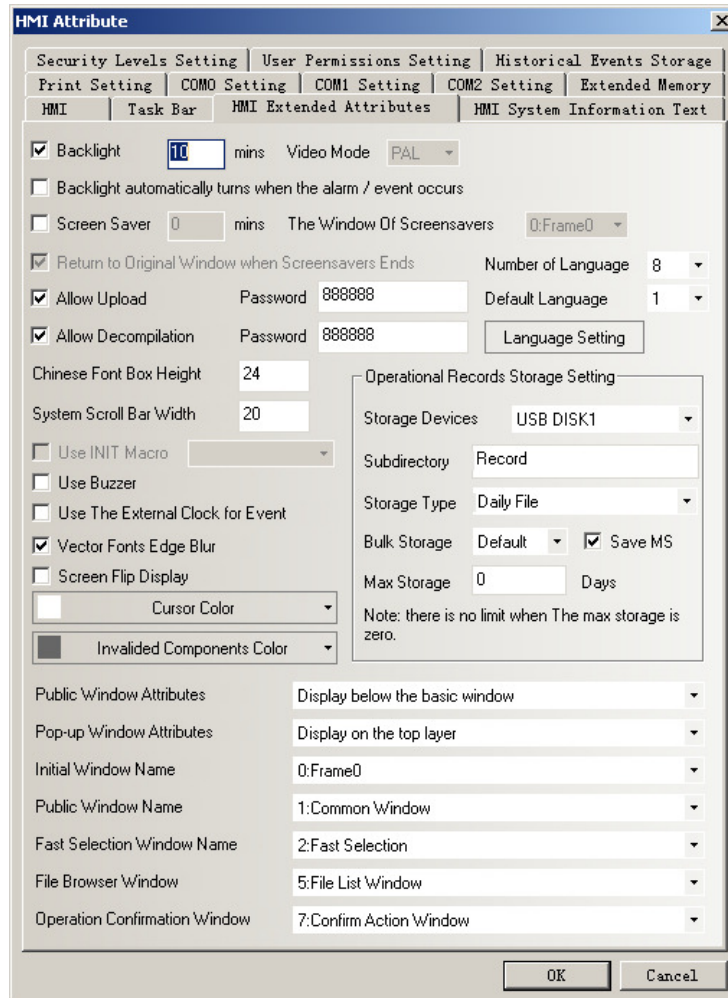 HMI Attribute
Security Levels Setting User Permissions Setting Historical Events Storage
Print Setting COM0 Setting COM1 Setting COM2 Setting Extended Memory
HMI Task Bar HMI Extended Attributes HMI System Information Text
Backlight 10 mins Video Mode PAL
Backlight automatically turns when the alarm / event occurs
Screen Saver 0 mins The Window Of Screensavers 0:Frame0
Return to Original Window when Screensavers Ends Number of Language 8
Allow Upload Password 888888 Default Language 1
Allow Decompilation Password 888888 Language Setting
Chinese Font Box Height 24
System Scroll Bar Width 20
Use INIT Macro
Use Buzzer
Use The External Clock for Event
Vector Fonts Edge Blur
Screen Flip Display
Cursor Color
Invalided Components Color
Operational Records Storage Setting
Storage Devices USB DISK1
Subdirectory Record
Storage Type Daily File
Bulk Storage Default Save MS
Max Storage 0 Days
Note: there is no limit when The max storage is
zero.
Public Window Attributes Display below the basic window
Pop-up Window Attributes Display on the top layer
Initial Window Name 0:Frame0
Public Window Name 1:Common Window
Fast Selection Window Name 2:Fast Selection
File Browser Window 5:File List Window
Operation Confirmation Window 7:Confirm Action Window
OK Cancel